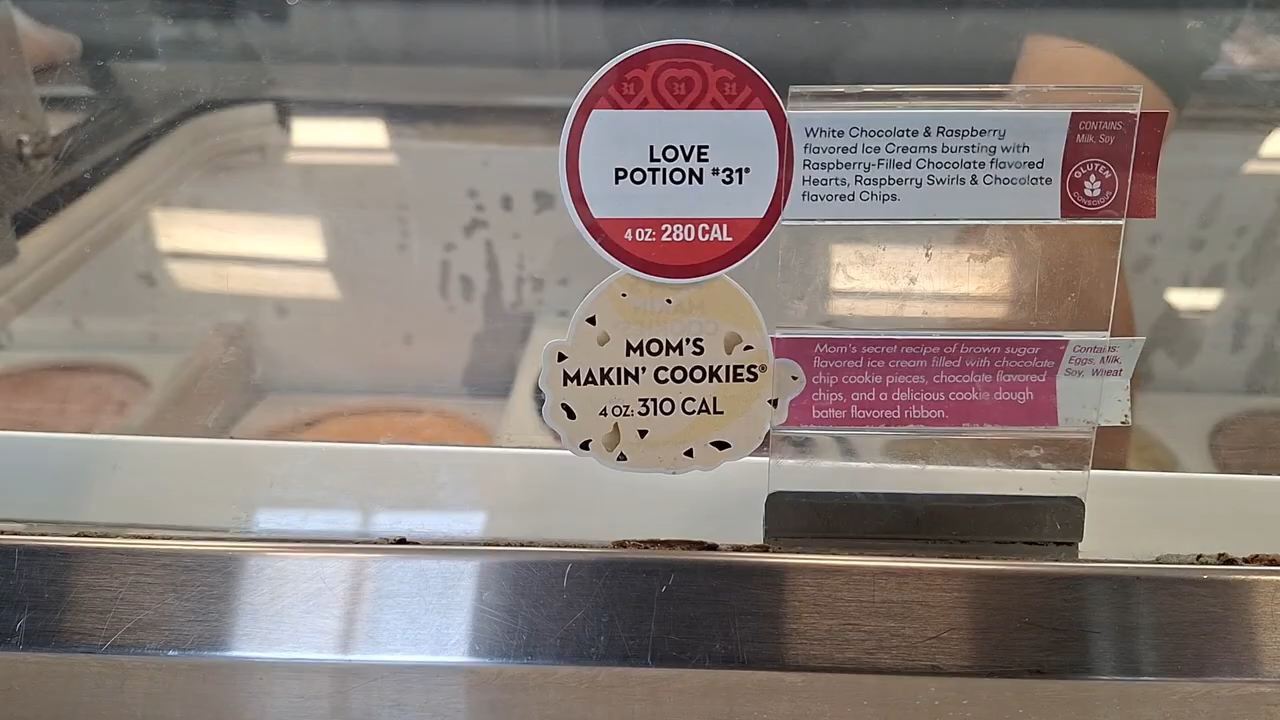 31 31 31
LOVE
POTION #31®
4 OZ: 280 CAL
White Chocolate & Raspberry
flavored Ice Creams bursting with
Raspberry-Filled Chocolate flavored
Hearts, Raspberry Swirls & Chocolate
flavored Chips.
CONTAINS:
Milk, Soy
GLUTEN
CONSCIOUS
MOM'S
MAKIN' COOKIES®
4 OZ: 310 CAL
Mom's secret recipe of brown sugar
flavored ice cream filled with chocolate
chip cookie pieces, chocolate flavored
chips, and a delicious cookie dough
batter flavored ribbon.
Contains:
Eggs, Milk,
Soy, Wheat